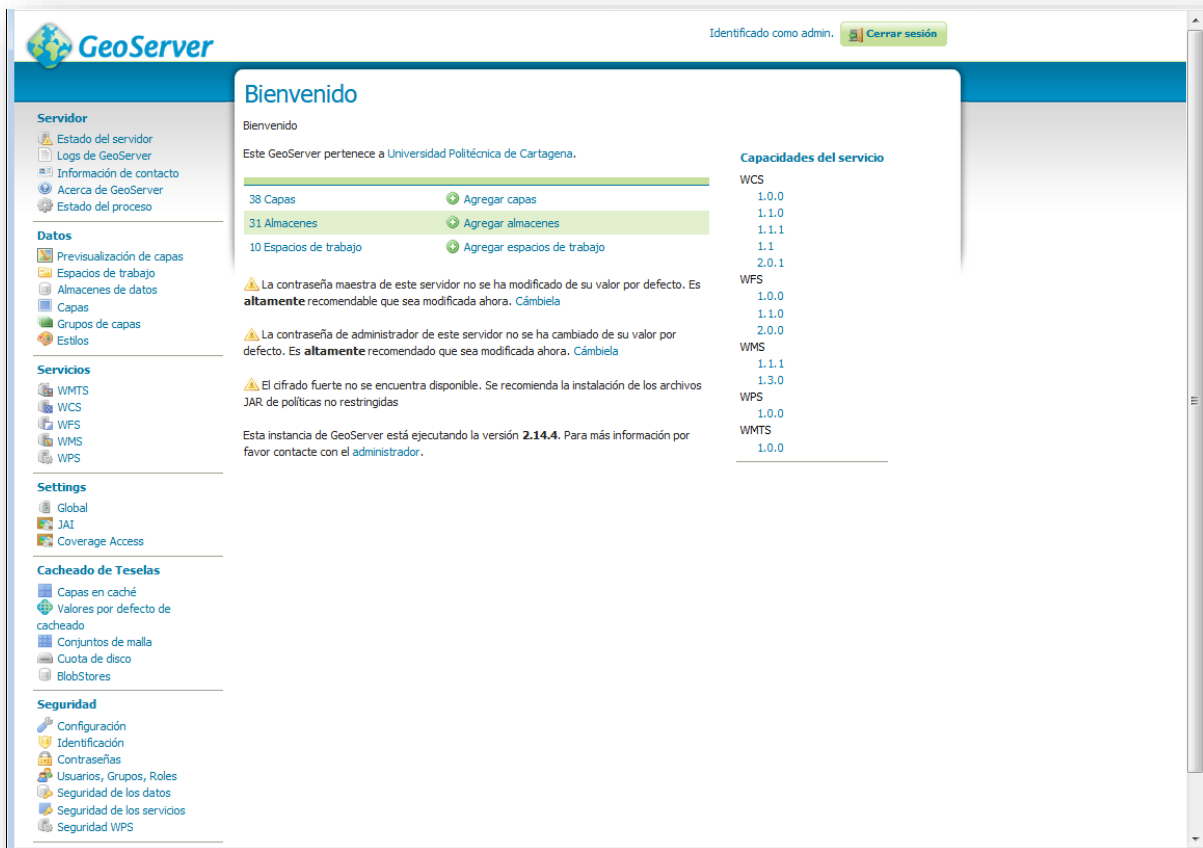 GeoServer
Identificado como admin.
Cerrar sesión
Servidor
Estado del servidor
Logs de GeoServer
Información de contacto
Acerca de GeoServer
Estado del proceso
Datos
Previsualización de capas
Espacios de trabajo
Almacenes de datos
Capas
Grupos de capas
Estilos
Servicios
WMTS
WCS
WFS
WMS
WPS
Settings
Global
JAI
Coverage Access
Cacheado de Teselas
Capas en caché
Valores por defecto de
cacheado
Conjuntos de malla
Cuota de disco
BlobStores
Seguridad
Configuración
Identificación
Contraseñas
Usuarios, Grupos, Roles
Seguridad de los datos
Seguridad de los servicios
Seguridad WPS
Bienvenido
Bienvenido
Este GeoServer pertenece a Universidad Politécnica de Cartagena.
38 Capas Agregar capas
31 Almacenes Agregar almacenes
10 Espacios de trabajo Agregar espacios de trabajo
La contraseña maestra de este servidor no se ha modificado de su valor por defecto. Es
altamente recomendable que sea modificada ahora. Cámbiela
La contraseña de administrador de este servidor no se ha cambiado de su valor por
defecto. Es altamente recomendado que sea modificada ahora. Cámbiela
El cifrado fuerte no se encuentra disponible. Se recomienda la instalación de los archivos
JAR de políticas no restringidas
Esta instancia de GeoServer está ejecutando la versión 2.14.4. Para más información por
favor contacte con el administrador.
Capacidades del servicio
WCS
1.0.0
1.1.0
1.1.1
1.1
2.0.1
WFS
1.0.0
1.1.0
2.0.0
WMS
1.1.1
1.3.0
WPS
1.0.0
WMTS
1.0.0